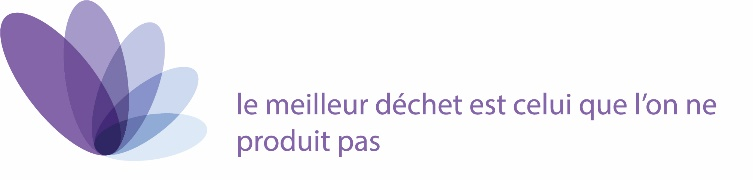 le meilleur déchet est celui que l’on ne
produit pas